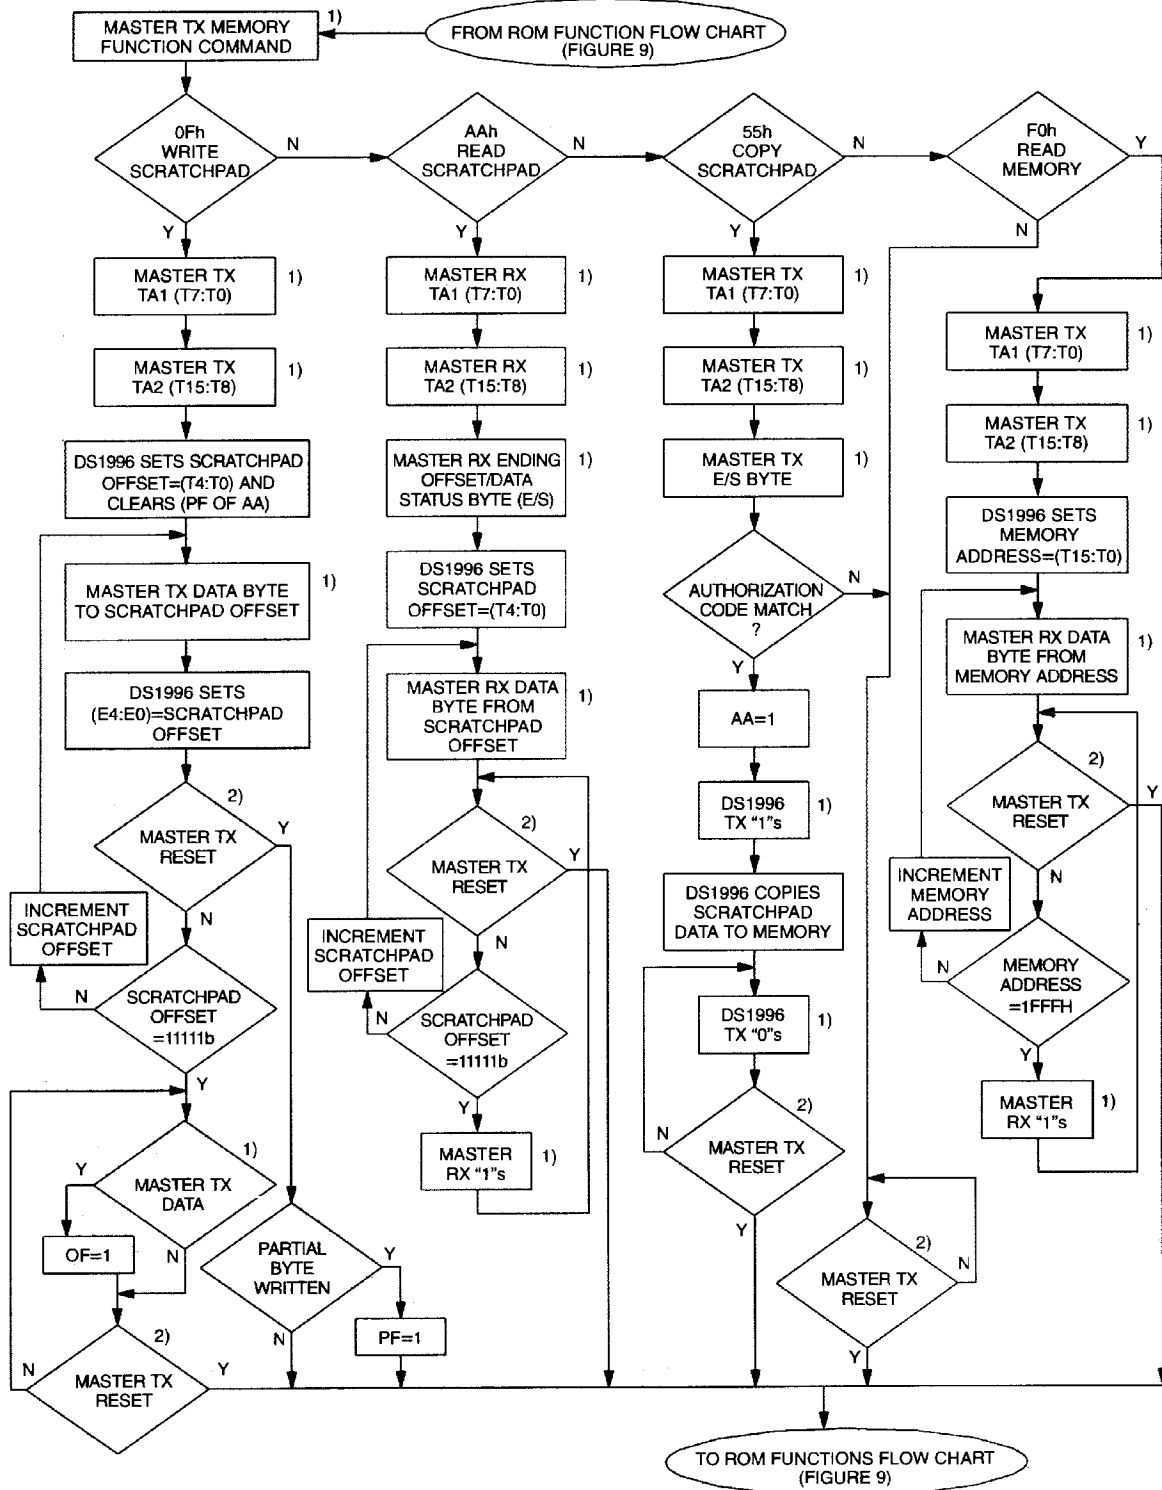 MASTER TX MEMORY
FUNCTION COMMAND
1)
FROM ROM FUNCTION FLOW CHART
(FIGURE 9)
0Fh
WRITE
SCRATCHPAD
N
Y
MASTER TX
TA1 (T7:T0)
1)
MASTER TX
TA2 (T15:T8)
1)
DS1996 SETS SCRATCHPAD
OFFSET=(T4:T0) AND
CLEARS (PF OF AA)
MASTER TX DATA BYTE
TO SCRATCHPAD OFFSET
1)
DS1996 SETS
(E4:E0)=SCRATCHPAD
OFFSET
2)
MASTER TX
RESET
Y
N
INCREMENT
SCRATCHPAD
OFFSET
N
SCRATCHPAD
OFFSET
=11111b
Y
1)
Y
MASTER TX
DATA
N
OF=1
2)
N
MASTER TX
RESET
Y
PARTIAL
BYTE
WRITTEN
Y
N
PF=1
AAh
READ
SCRATCHPAD
N
Y
MASTER RX
TA1 (T7:T0)
1)
MASTER RX
TA2 (T15:T8)
1)
MASTER RX ENDING
OFFSET/DATA
STATUS BYTE (E/S)
1)
DS1996 SETS
SCRATCHPAD
OFFSET=(T4:T0)
MASTER RX DATA
BYTE FROM
SCRATCHPAD
OFFSET
1)
2)
MASTER TX
RESET
Y
N
INCREMENT
SCRATCHPAD
OFFSET
N
SCRATCHPAD
OFFSET
=11111b
Y
MASTER
RX "1"s
1)
55h
COPY
SCRATCHPAD
N
Y
MASTER TX
TA1 (T7:T0)
1)
MASTER TX
TA2 (T15:T8)
1)
MASTER TX
E/S BYTE
1)
AUTHORIZATION
CODE MATCH
?
N
Y
AA=1
DS1996
TX "1"s
1)
DS1996 COPIES
SCRATCHPAD
DATA TO MEMORY
DS1996
TX "0"s
1)
2)
N
MASTER TX
RESET
Y
F0h
READ
MEMORY
Y
N
MASTER TX
TA1 (T7:T0)
1)
MASTER TX
TA2 (T15:T8)
1)
DS1996 SETS
MEMORY
ADDRESS=(T15:T0)
MASTER RX DATA
BYTE FROM
MEMORY ADDRESS
1)
2)
MASTER TX
RESET
Y
N
INCREMENT
MEMORY
ADDRESS
N
MEMORY
ADDRESS
=1FFFH
Y
MASTER
RX "1"s
1)
2)
MASTER TX
RESET
N
Y
TO ROM FUNCTIONS FLOW CHART
(FIGURE 9)